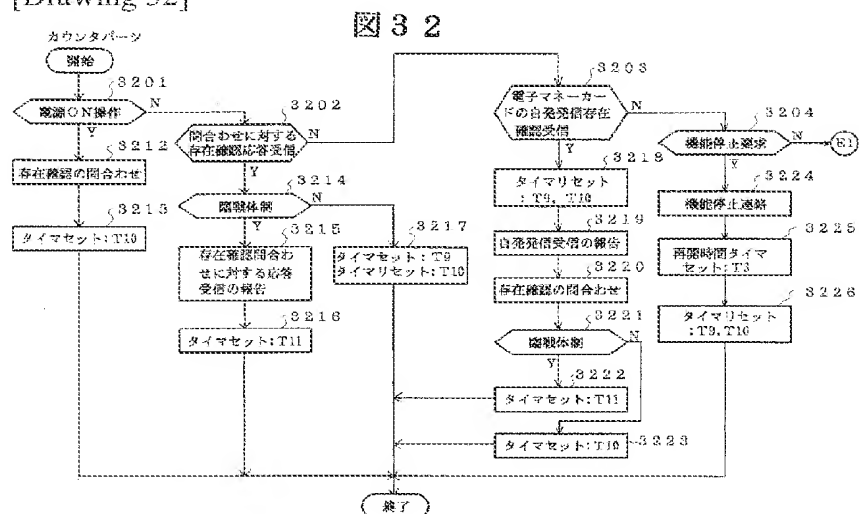 [Drawing 32]
図３２
カウンタパーツ
開始
3201
電源ON操作
N
Y
3212
存在確認の問合わせ
3213
タイマセット:T10
3202
問合わせに対する
存在確認応答受信
N
Y
3214
臨戦体制
N
Y
3215
存在確認問合わ
せに対する応答
受信の報告
3216
タイマセット:T11
3217
タイマセット:T9
タイマリセット:T10
3203
電子マネーカー
ドの自発発信存在
確認受信
N
Y
3218
タイマリセット
:T9,T10
3219
自発発信受信の報告
3220
存在確認の問合わせ
3221
臨戦体制
N
Y
3222
タイマセット:T11
タイマセット:T10
3223
3204
機能停止要求
N
E1
Y
3224
機能停止連絡
3225
再開時間タイマ
セット:T3
3226
タイマリセット
:T9,T10
終了